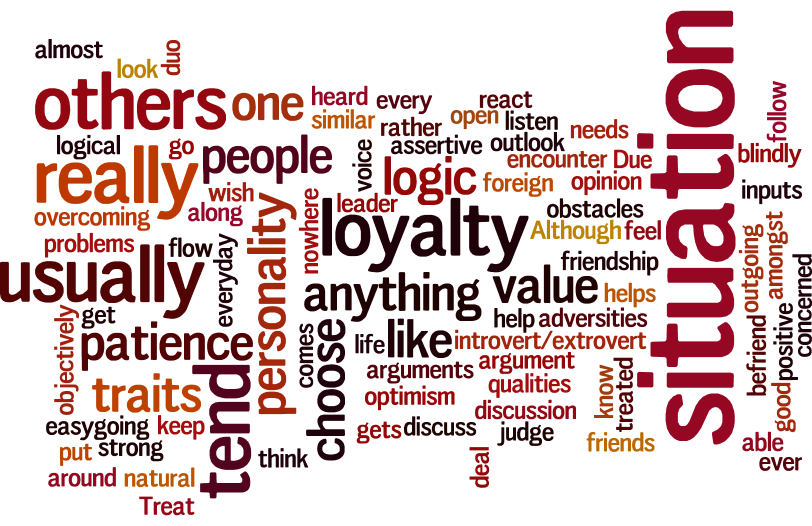 almost
look
duo
others
one
heard
every
react
similar
rather
open
listen
needs
follow
logical
go
people
voice
assertive
outlook
situation
blindly
really
wish
logic
encounter
Due
foreign
opinion
inputs
overcoming
along
personality
nowhere
leader
loyalty
obstacles
Although
feel
problems
flow
everyday
friendship
outgoing
amongst
concerned
usually
anything
value
helps
get
help
adversities
objectively
patience
comes
choose
life
like
introvert/extrovert
befriend
positive
arguments
argument
traits
tend
optimism
qualities
know
treated
good
discussion
easygoing
keep
gets
discuss
judge
friends
able
put
strong
think
deal
ever
around
natural
Treat